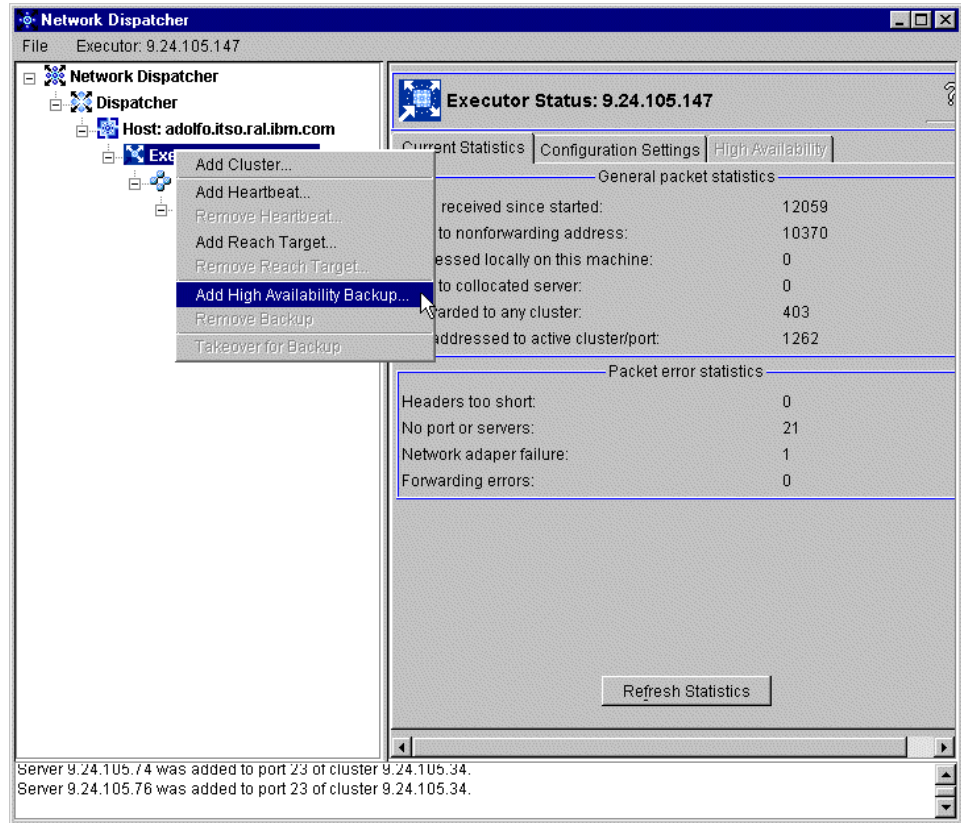 Network Dispatcher
File Executor: 9.24.105.147
Network Dispatcher
Dispatcher
Host: adolfo.itso.ral.ibm.com
Exe
Add Cluster...
Add Heartbeat...
Remove Heartbeat...
Add Reach Target...
Remove Reach Target...
Add High Availability Backup...
Remove Backup
Takeover for Backup
Executor Status: 9.24.105.147
?
Current Statistics Configuration Settings High Availability
General packet statistics
received since started: 12059
to nonforwarding address: 10370
essed locally on this machine: 0
to collocated server: 0
arded to any cluster: 403
addressed to active cluster/port: 1262
Packet error statistics
Headers too short: 0
No port or servers: 21
Network adaper failure: 1
Forwarding errors: 0
Refresh Statistics
Server 9.24.105.74 was added to port 23 of cluster 9.24.105.34.
Server 9.24.105.76 was added to port 23 of cluster 9.24.105.34.